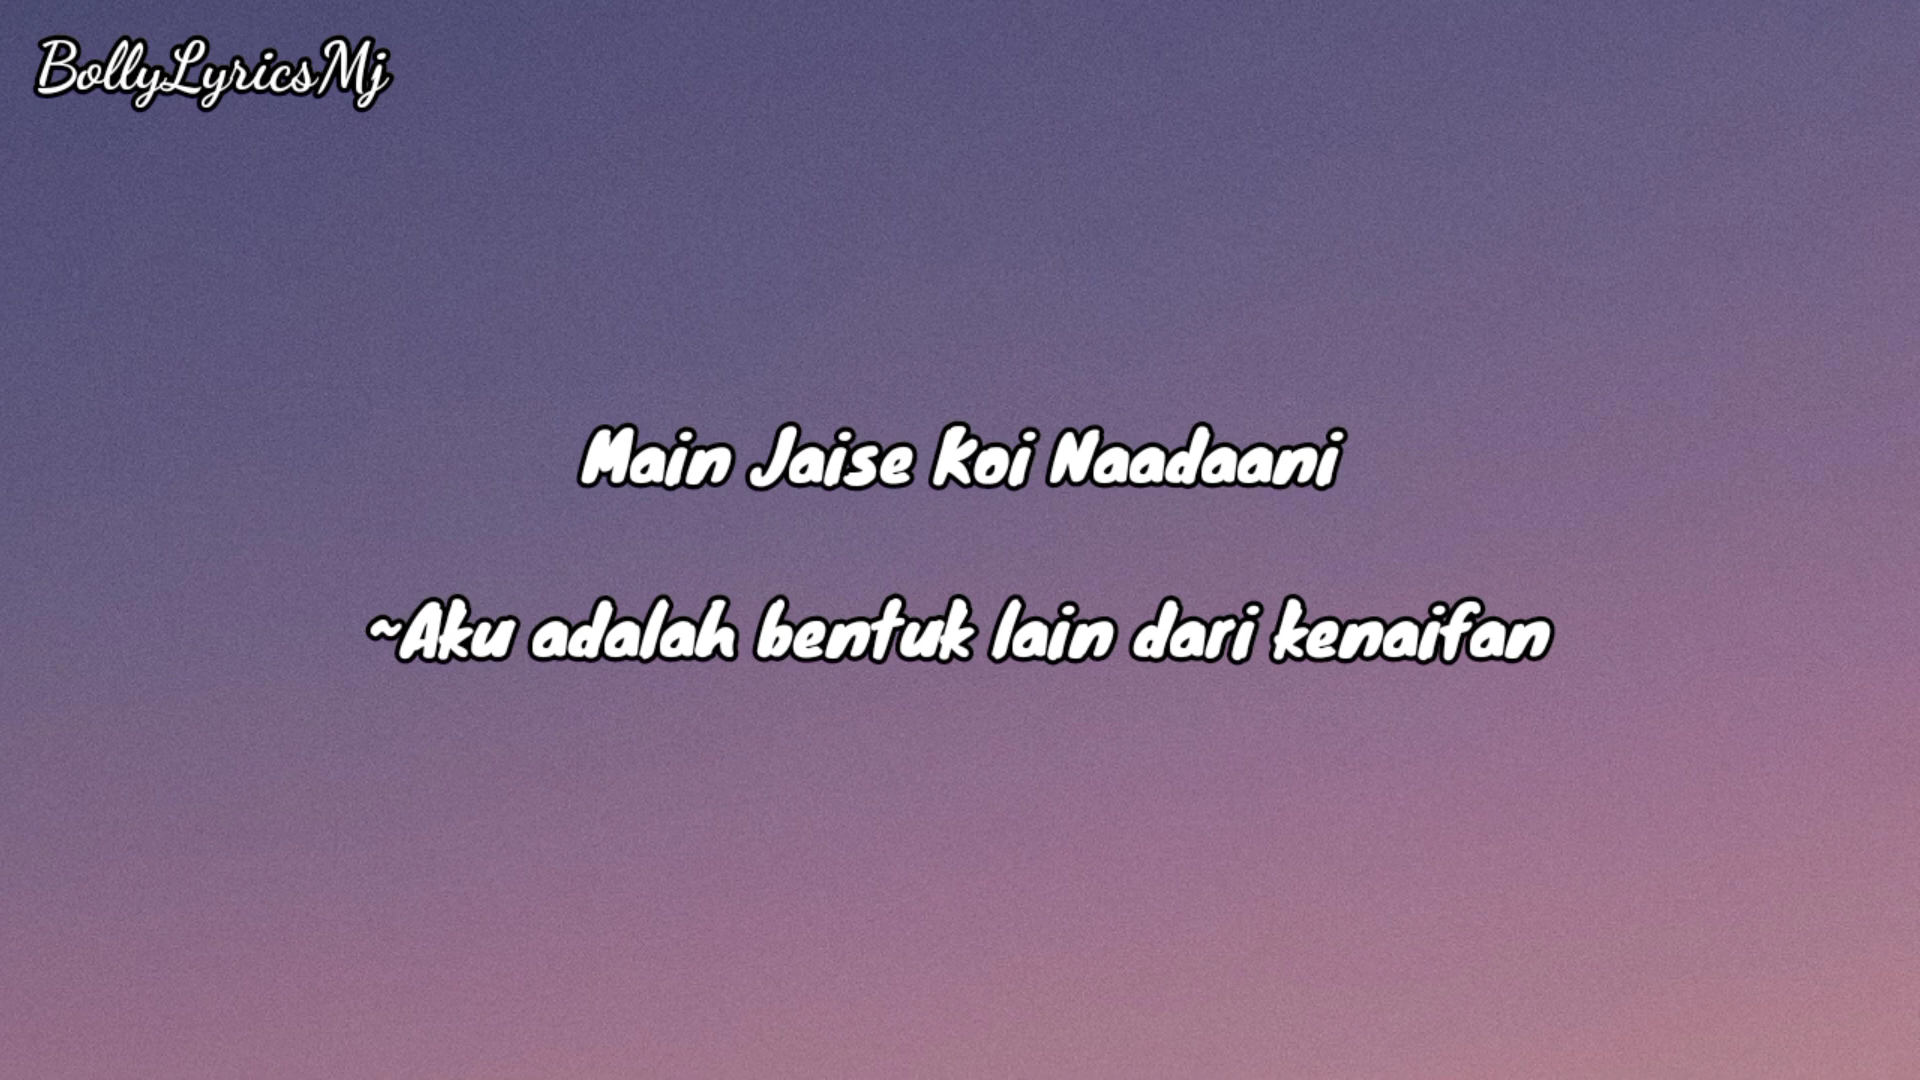 BollyLyricsMj
Main Jaise Koi Naadaani
~Aku adalah bentuk lain dari kenaifan